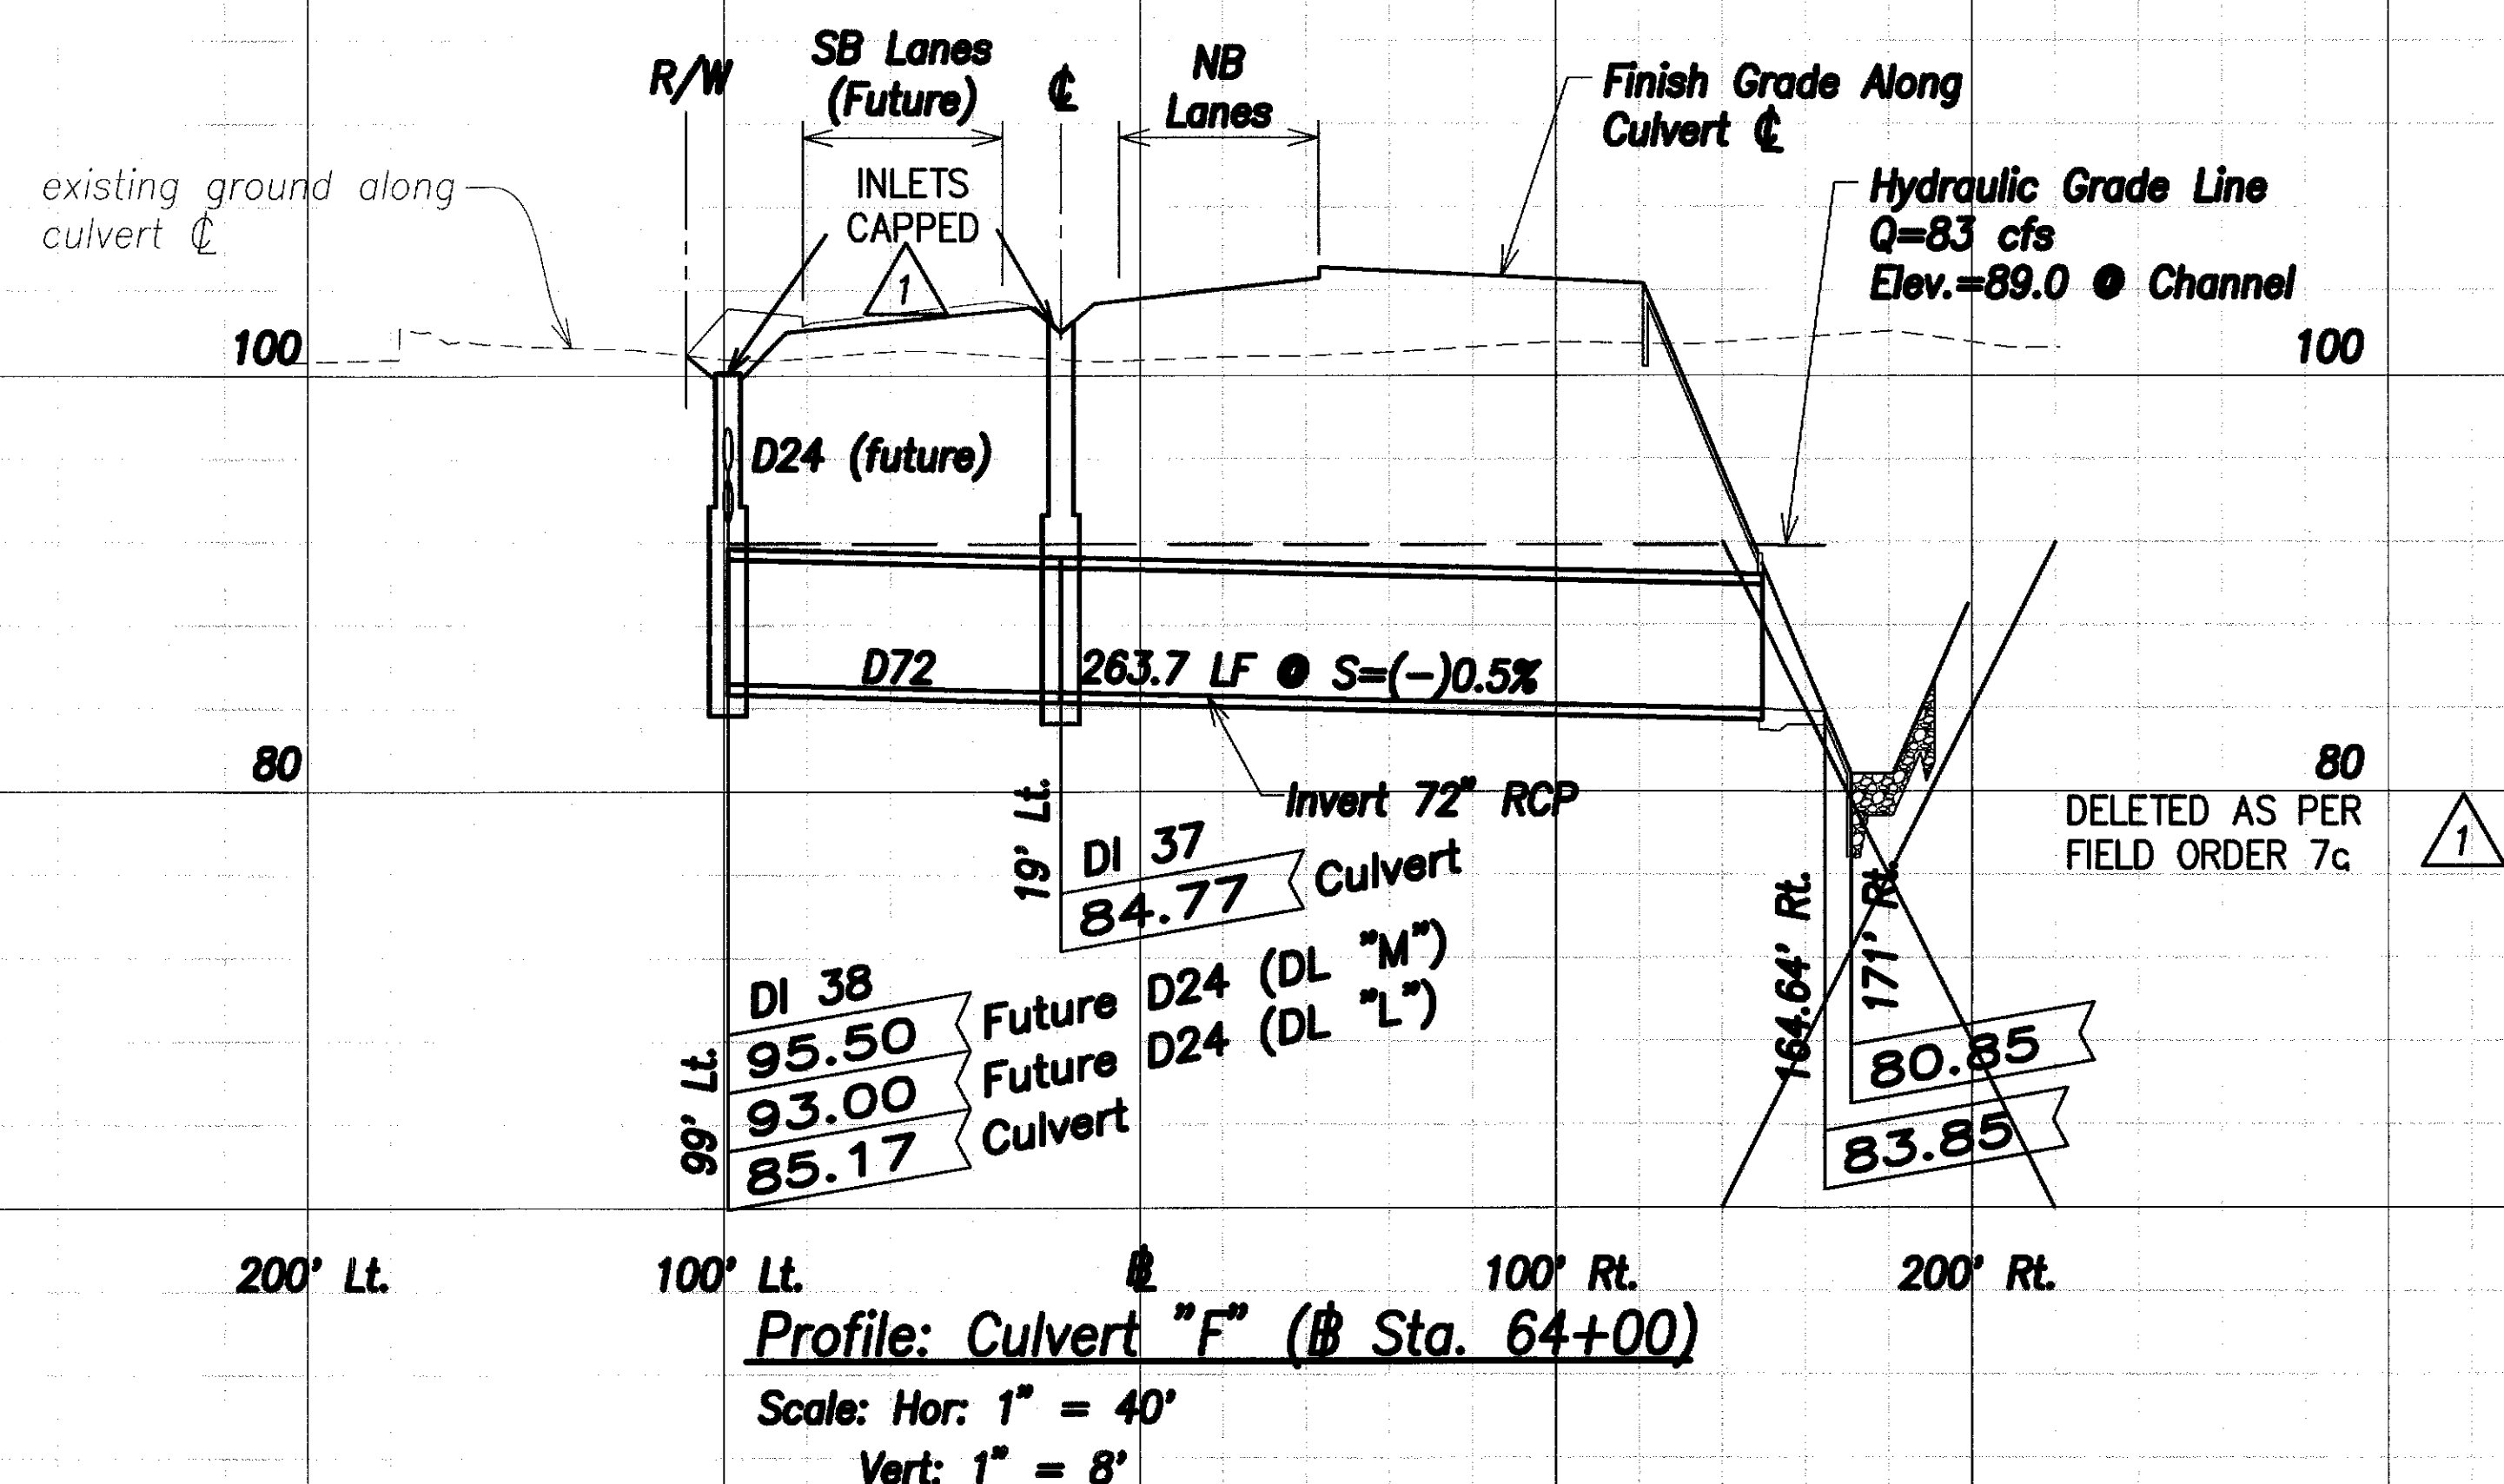 R/W
SB Lanes
(Future)
℄
NB
Lanes
Finish Grade Along
Culvert ℄
existing ground along
culvert ℄
INLETS
CAPPED
1
Hydraulic Grade Line
Q=83 cfs
Elev.=89.0 @ Channel
100
100
D24 (future)
D72
263.7 LF @ S=(-)0.5%
80
80
Invert 72" RCP
DELETED AS PER
FIELD ORDER 7G
1
19' Lt.
DI 37
84.77
Culvert
164.64' Rt.
171' Rt.
99' Lt.
DI 38
95.50
Future D24 (DL "M")
93.00
Future D24 (DL "L")
85.17
Culvert
80.85
83.85
200' Lt.
100' Lt.
BL
100' Rt.
200' Rt.
Profile: Culvert "F" (BL Sta. 64+00)
Scale: Hor: 1" = 40'
Vert: 1" = 8'